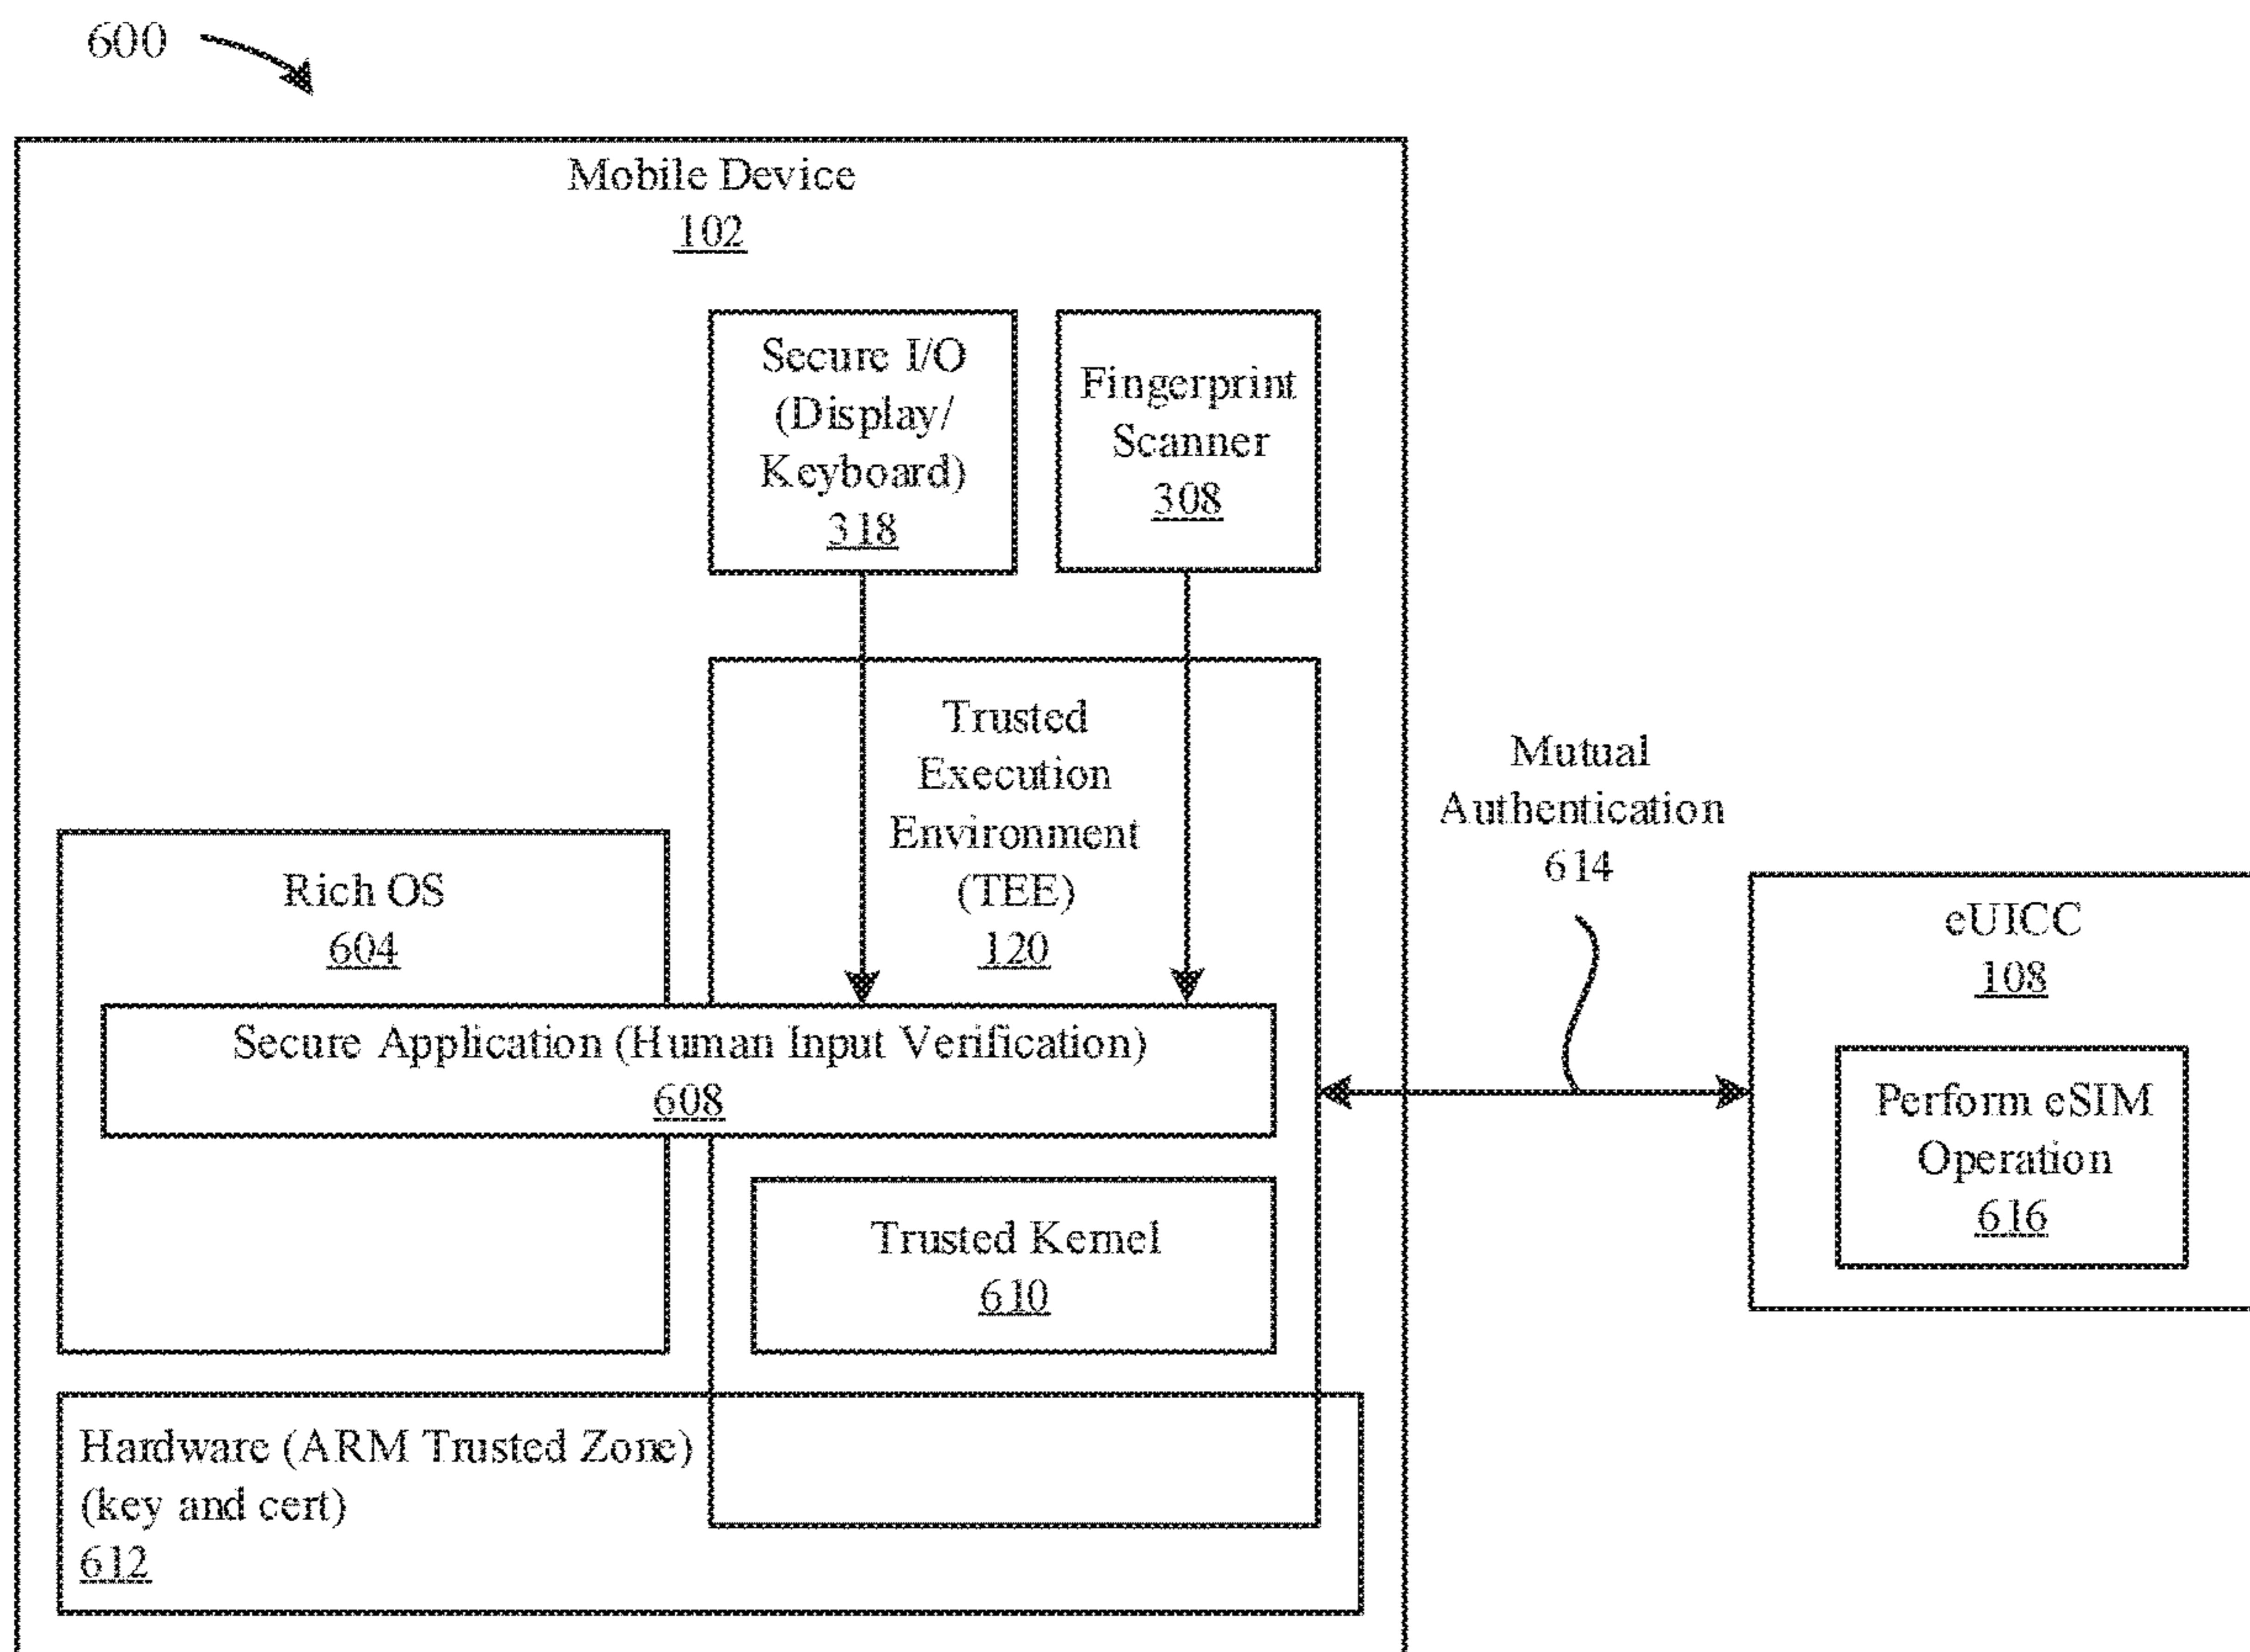 600
Mobile Device
102
Secure I/O
(Display/
Keyboard)
318
Fingerprint
Scanner
308
Trusted
Execution
Environment
(TEE)
120
Mutual
Authentication
614
Rich OS
604
eUICC
108
Secure Application (Human Input Verification)
608
Perform eSIM
Operation
616
Trusted Kernel
610
Hardware (ARM Trusted Zone)
(key and cert)
612